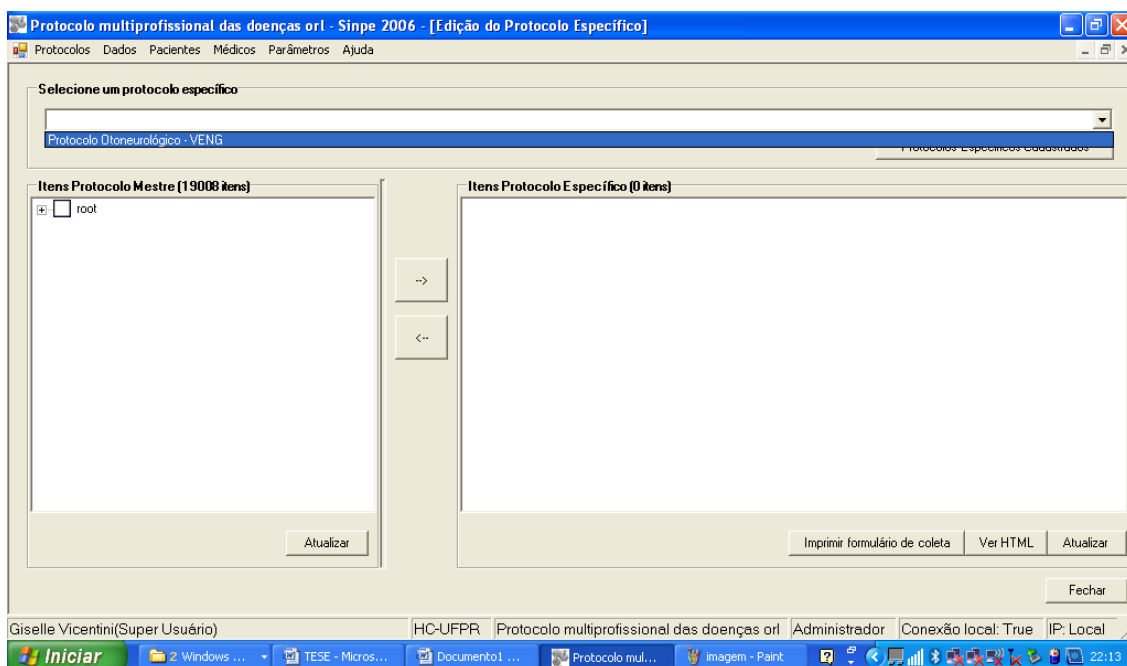 Protocolo multiprofissional das doenças orl - Sinpe 2006 - [Edição do Protocolo Específico]
Protocolos Dados Pacientes Médicos Parâmetros Ajuda
Selecione um protocolo específico
Protocolo Otoneurológico - VENG
Protocolos Específicos Cadastrados
Itens Protocolo Mestre (19008 itens)
Itens Protocolo Específico (0 itens)
root
-->
<--
Atualizar
Imprimir formulário de coleta Ver HTML Atualizar
Fechar
Giselle Vicentini(Super Usuário) HC-UFPR Protocolo multiprofissional das doenças orl Administrador Conexão local: True IP: Local
Iniciar 2 Windows ... TESE - Micros... Documento1 ... Protocolo mul... imagem - Paint 22:13